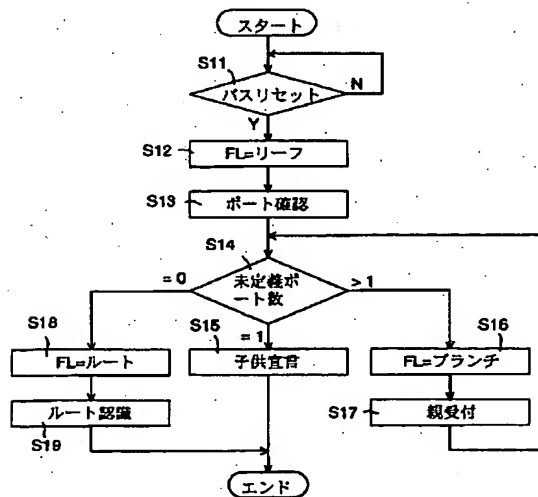 スタート
S11
バスリセット
N
Y
S12
FL=リーフ
S13
ポート確認
S14
未定義ポ
ート数
=0
=1
>1
S18
FL=ルート
S15
子供宣言
S16
FL=ブランチ
ルート認識
S19
S17
親受付
エンド